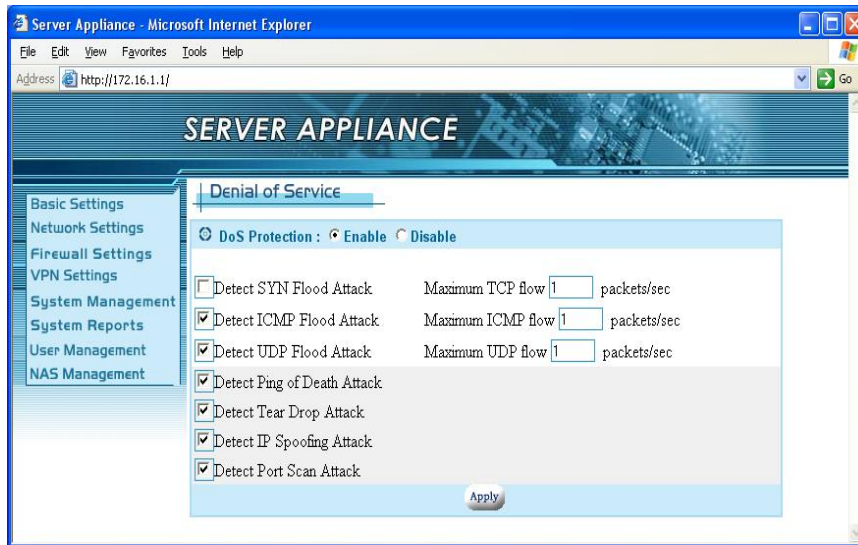 Server Appliance - Microsoft Internet Explorer
File Edit View Favorites Tools Help
Address http://172.16.1.1/ Go
SERVER APPLIANCE
Basic Settings
Network Settings
Firewall Settings
VPN Settings
System Management
System Reports
User Management
NAS Management
Denial of Service
DoS Protection : Enable Disable
Detect SYN Flood Attack Maximum TCP flow 1 packets/sec
Detect ICMP Flood Attack Maximum ICMP flow 1 packets/sec
Detect UDP Flood Attack Maximum UDP flow 1 packets/sec
Detect Ping of Death Attack
Detect Tear Drop Attack
Detect IP Spoofing Attack
Detect Port Scan Attack
Apply